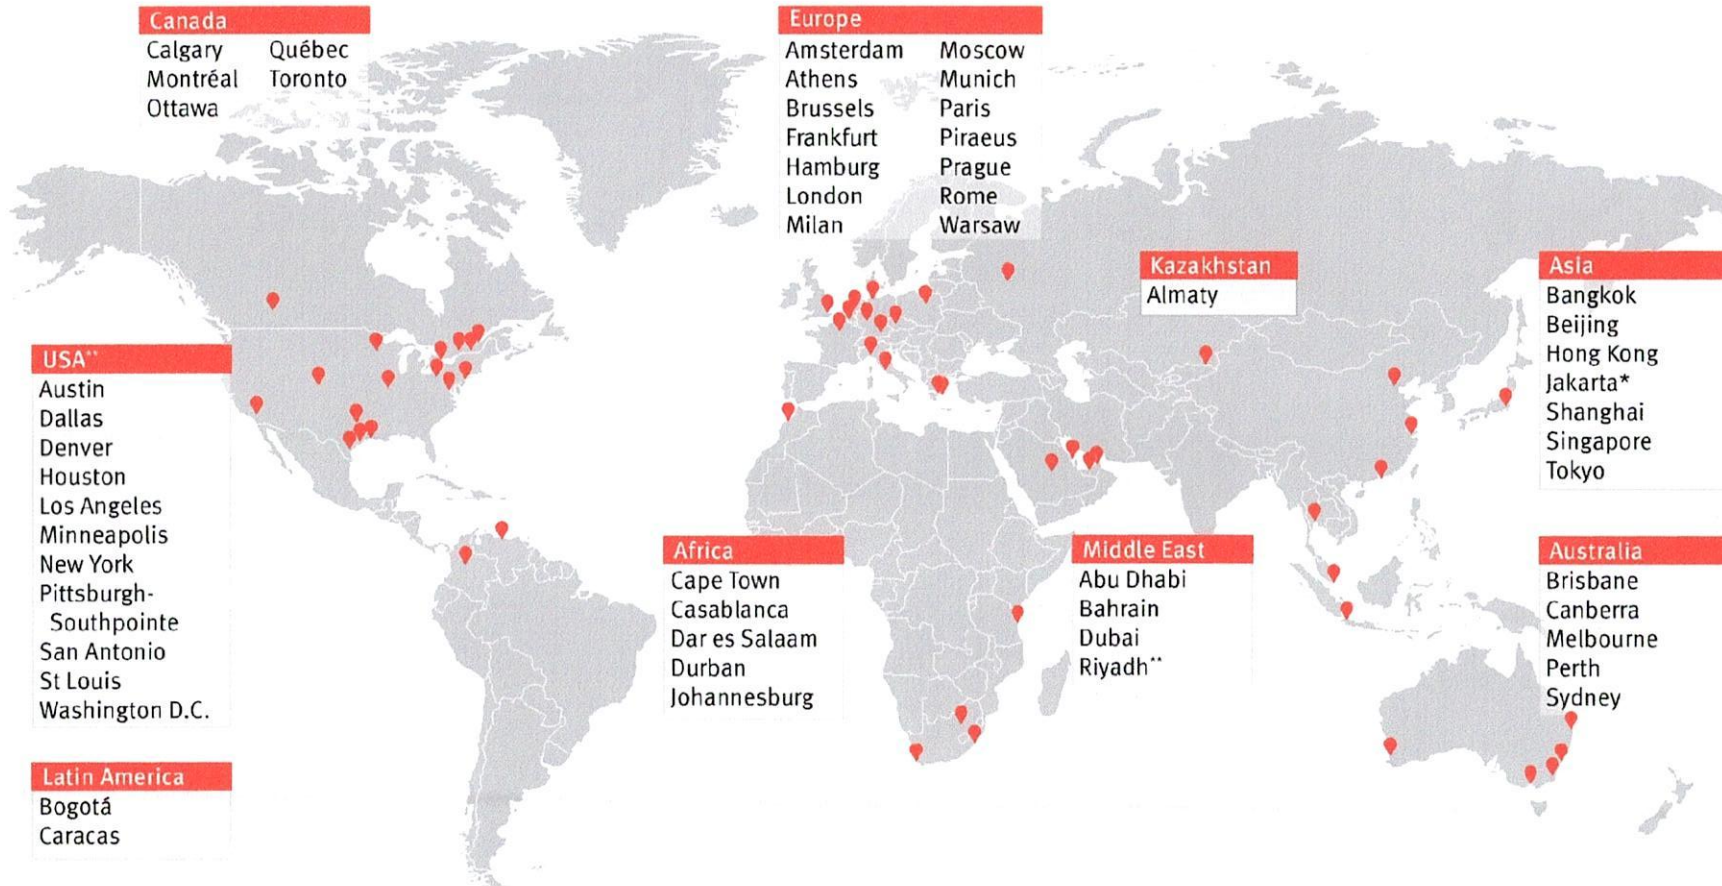 Canada
Calgary Québec
Montréal Toronto
Ottawa
Europe
Amsterdam Moscow
Athens Munich
Brussels Paris
Frankfurt Piraeus
Hamburg Prague
London Rome
Milan Warsaw
Kazakhstan
Almaty
Asia
Bangkok
Beijing
Hong Kong
Jakarta*
Shanghai
Singapore
Tokyo
USA**
Austin
Dallas
Denver
Houston
Los Angeles
Minneapolis
New York
Pittsburgh-
Southpointe
San Antonio
St Louis
Washington D.C.
Africa
Cape Town
Casablanca
Dar es Salaam
Durban
Johannesburg
Middle East
Abu Dhabi
Bahrain
Dubai
Riyadh**
Australia
Brisbane
Canberra
Melbourne
Perth
Sydney
Latin America
Bogotá
Caracas